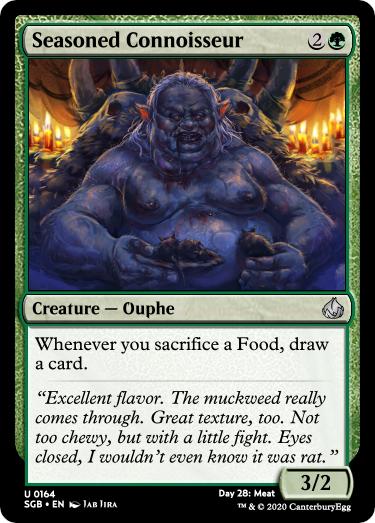 Seasoned Connoisseur 2
Creature — Ouphe
Whenever you sacrifice a Food, draw
a card.
“Excellent flavor. The muckweed really
comes through. Great texture, too. Not
too chewy, but with a little fight. Eyes
closed, I wouldn’t even know it was rat.”
3/2
U 0164
Day 28: Meat
SGB • EN Jab Jira
™ & © 2020 CanterburyEgg